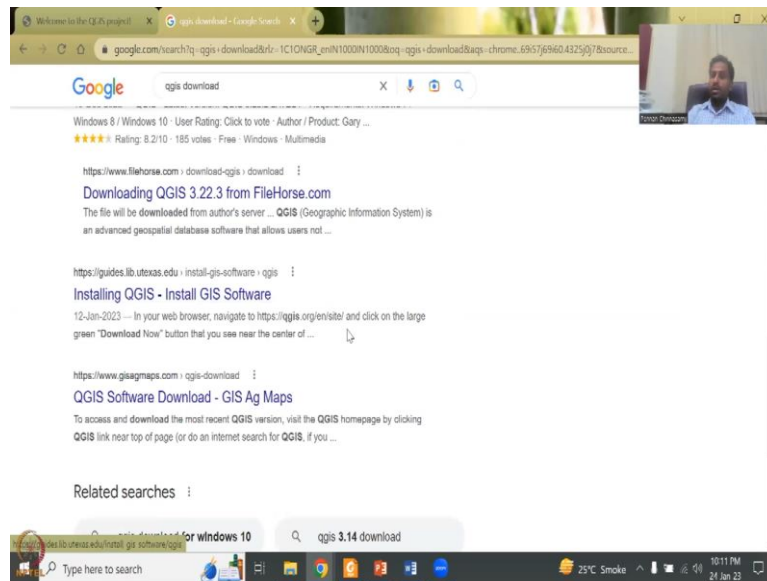 Welcome to the QGIS project!
qgis download - Google Search
google.com/search?q=qgis+download&rlz=1C1ONGR_enIN1000IN1000&oq=qgis+download&aqs=chrome..69i57j69i60.4325j0j7&source...
Google
qgis download
Windows 8 / Windows 10 · User Rating: Click to vote · Author / Product: Gary ...
Rating: 8.2/10 · 185 votes · Free · Windows · Multimedia
https://www.filehorse.com › download-qgis › download
Downloading QGIS 3.22.3 from FileHorse.com
The file will be downloaded from author's server ... QGIS (Geographic Information System) is
an advanced geospatial database software that allows users not ...
https://guides.lib.utexas.edu › install-gis-software › qgis
Installing QGIS - Install GIS Software
12-Jan-2023 — In your web browser, navigate to https://qgis.org/en/site/ and click on the large
green "Download Now" button that you see near the center of ...
https://www.gisagmaps.com › qgis-download
QGIS Software Download - GIS Ag Maps
To access and download the most recent QGIS version, visit the QGIS homepage by clicking
QGIS link near top of page (or do an internet search for QGIS, if you ...
Related searches
for windows 10
qgis 3.14 download
Type here to search
25°C Smoke
10:11 PM
24 Jan 23